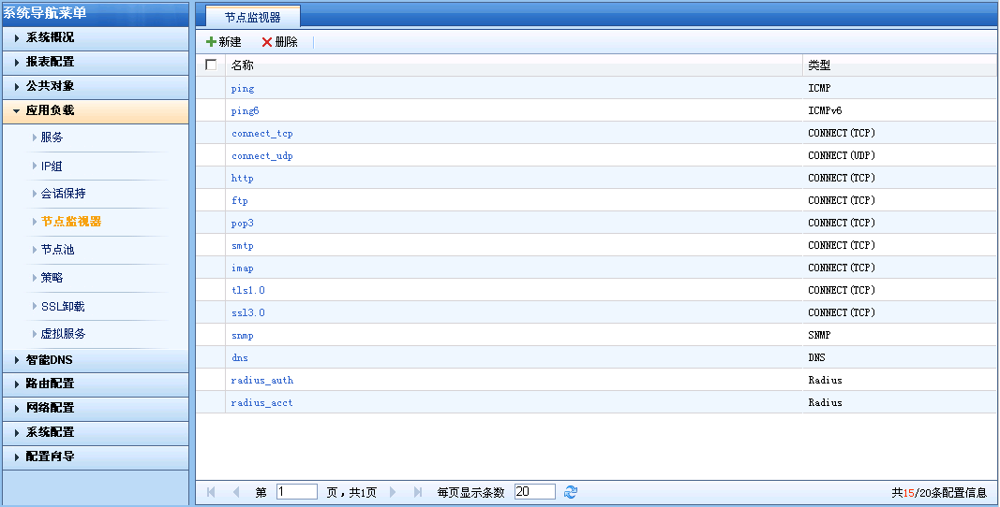 系统导航菜单
系统概况
报表配置
公共对象
应用负载
服务
IP组
会话保持
节点监视器
节点池
策略
SSL卸载
虚拟服务
智能DNS
路由配置
网络配置
系统配置
配置向导
节点监视器
新建 删除
名称 类型
ping ICMP
ping6 ICMPv6
connect_tcp CONNECT(TCP)
connect_udp CONNECT(UDP)
http CONNECT(TCP)
ftp CONNECT(TCP)
pop3 CONNECT(TCP)
smtp CONNECT(TCP)
imap CONNECT(TCP)
tls1.0 CONNECT(TCP)
ssl3.0 CONNECT(TCP)
snmp SNMP
dns DNS
radius_auth Radius
radius_acct Radius
第 1 页，共1页 每页显示条数 20 共15/20条配置信息